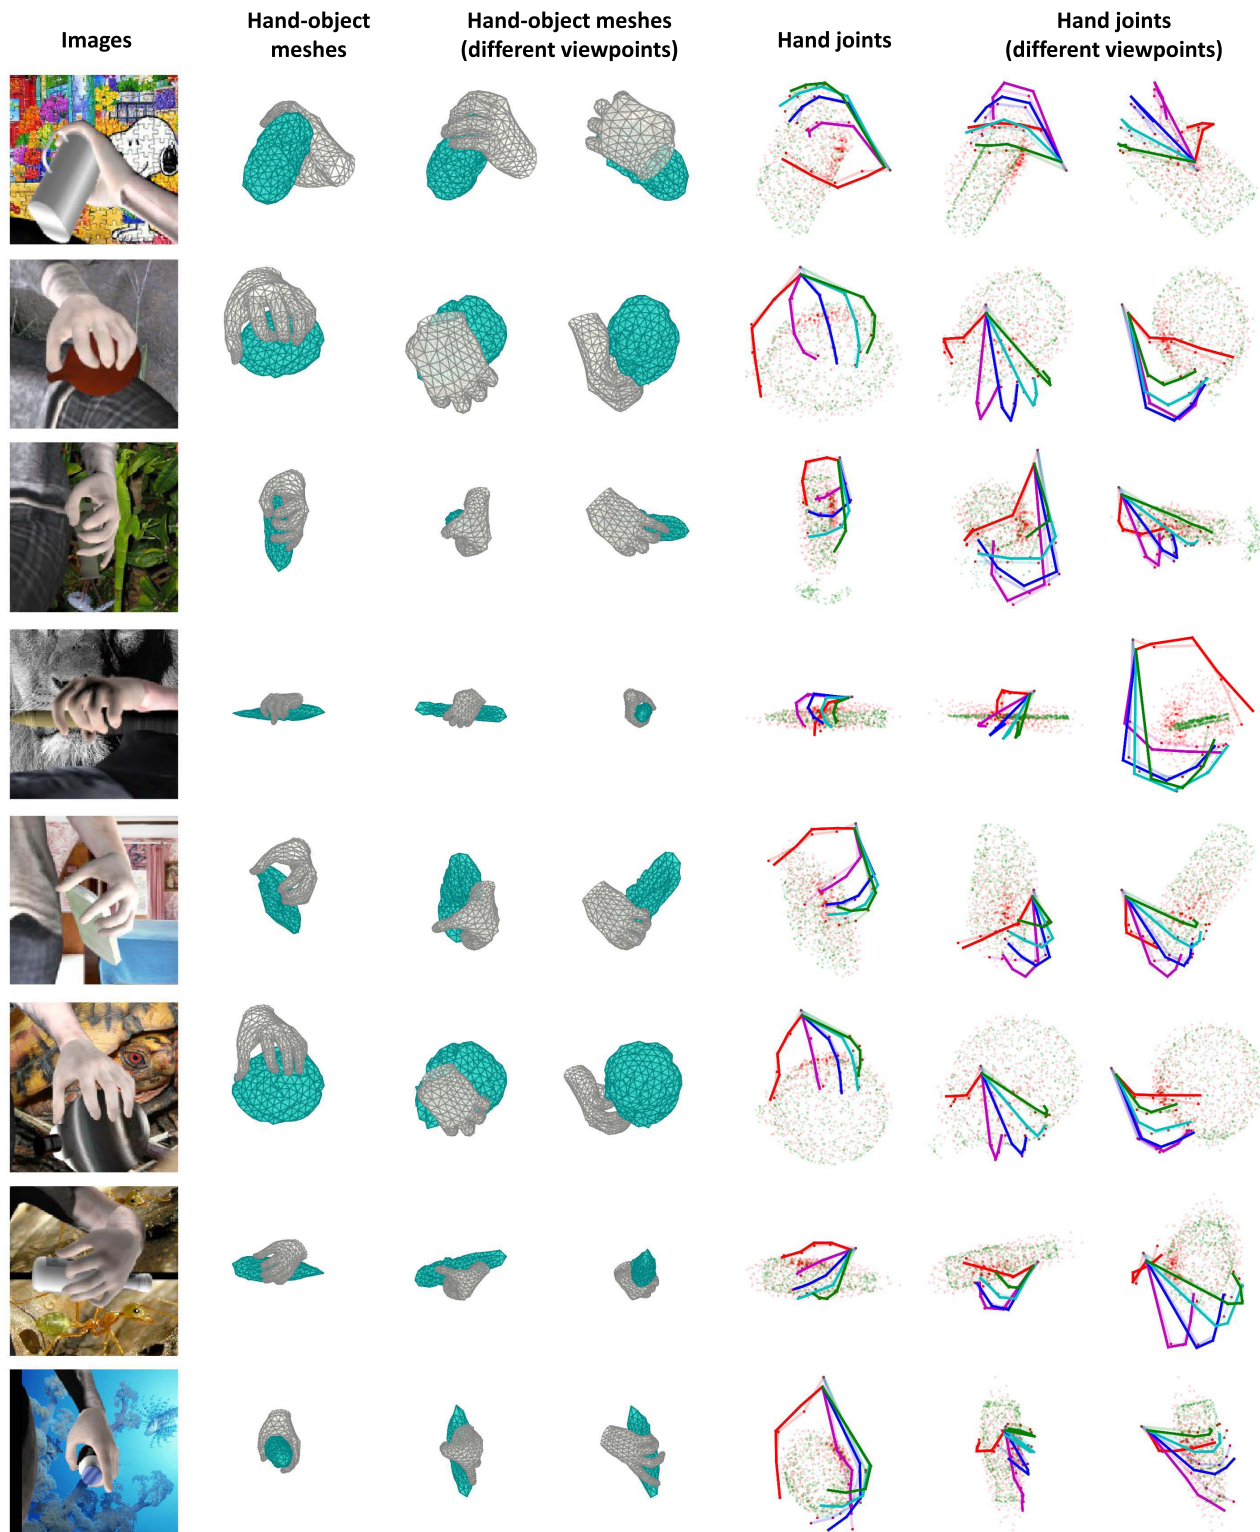 Images
Hand-object
meshes
Hand-object meshes
(different viewpoints)
Hand joints
Hand joints
(different viewpoints)